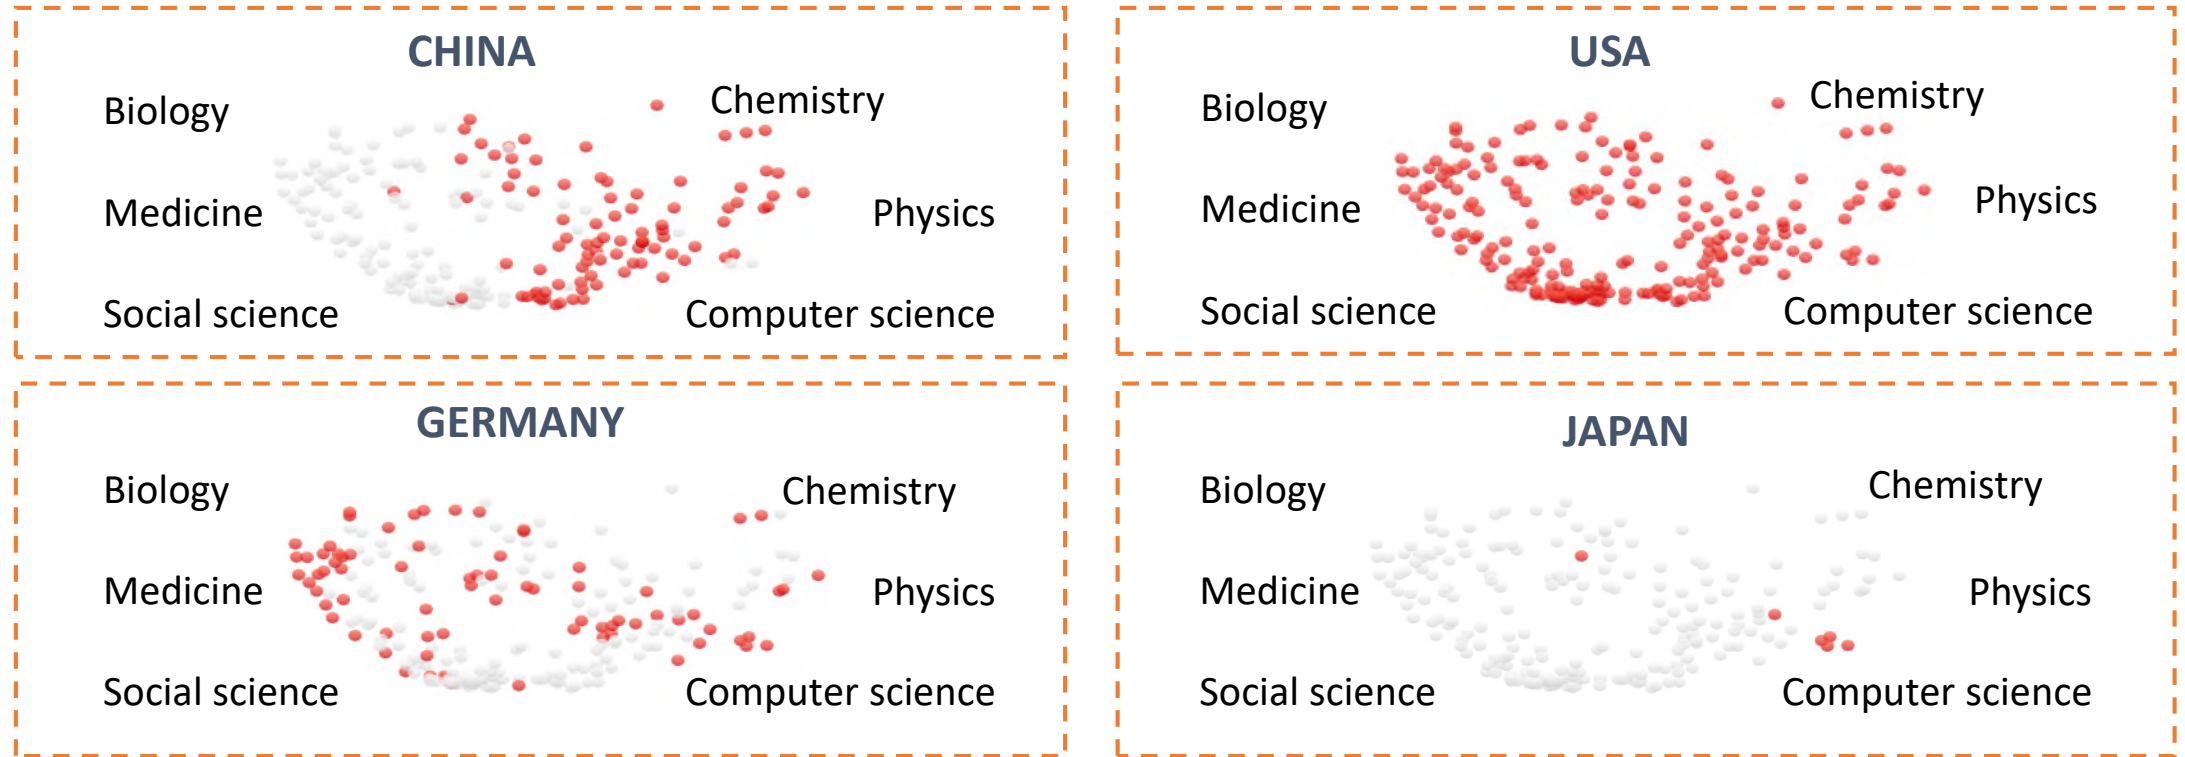 CHINA
Biology
Chemistry
Medicine
Physics
Social science
Computer science
USA
Biology
Chemistry
Medicine
Physics
Social science
Computer science
GERMANY
Biology
Chemistry
Medicine
Physics
Social science
Computer science
JAPAN
Biology
Chemistry
Medicine
Physics
Social science
Computer science